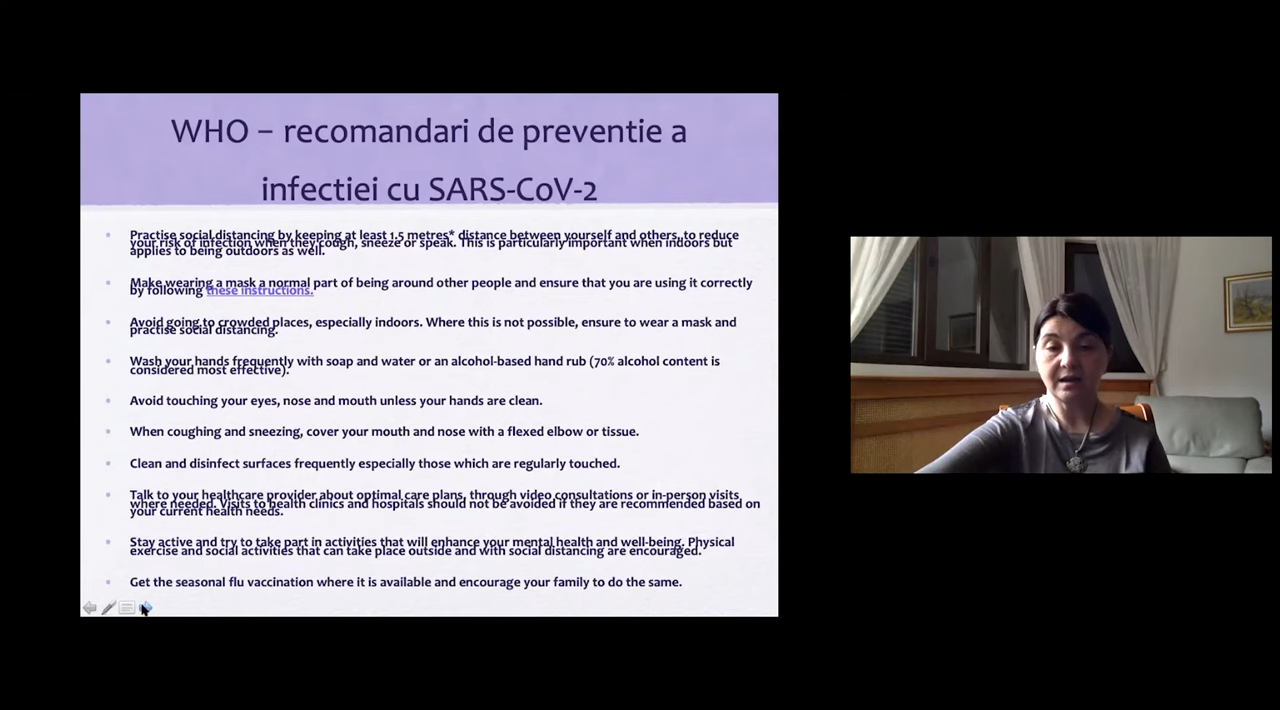 WHO – recomandari de preventie a
infectiei cu SARS-CoV-2
Practise social distancing by keeping at least 1.5 metres* distance between yourself and others, to reduce
your risk of infection when they cough, sneeze or speak. This is particularly important when indoors but
applies to being outdoors as well.
Make wearing a mask a normal part of being around other people and ensure that you are using it correctly
by following these instructions.
Avoid going to crowded places, especially indoors. Where this is not possible, ensure to wear a mask and
practise social distancing.
Wash your hands frequently with soap and water or an alcohol-based hand rub (70% alcohol content is
considered most effective).
Avoid touching your eyes, nose and mouth unless your hands are clean.
When coughing and sneezing, cover your mouth and nose with a flexed elbow or tissue.
Clean and disinfect surfaces frequently especially those which are regularly touched.
Talk to your healthcare provider about optimal care plans, through video consultations or in-person visits
where needed. Visits to health clinics and hospitals should not be avoided if they are recommended based on
your current health needs.
Stay active and try to take part in activities that will enhance your mental health and well-being. Physical
exercise and social activities that can take place outside and with social distancing are encouraged.
Get the seasonal flu vaccination where it is available and encourage your family to do the same.